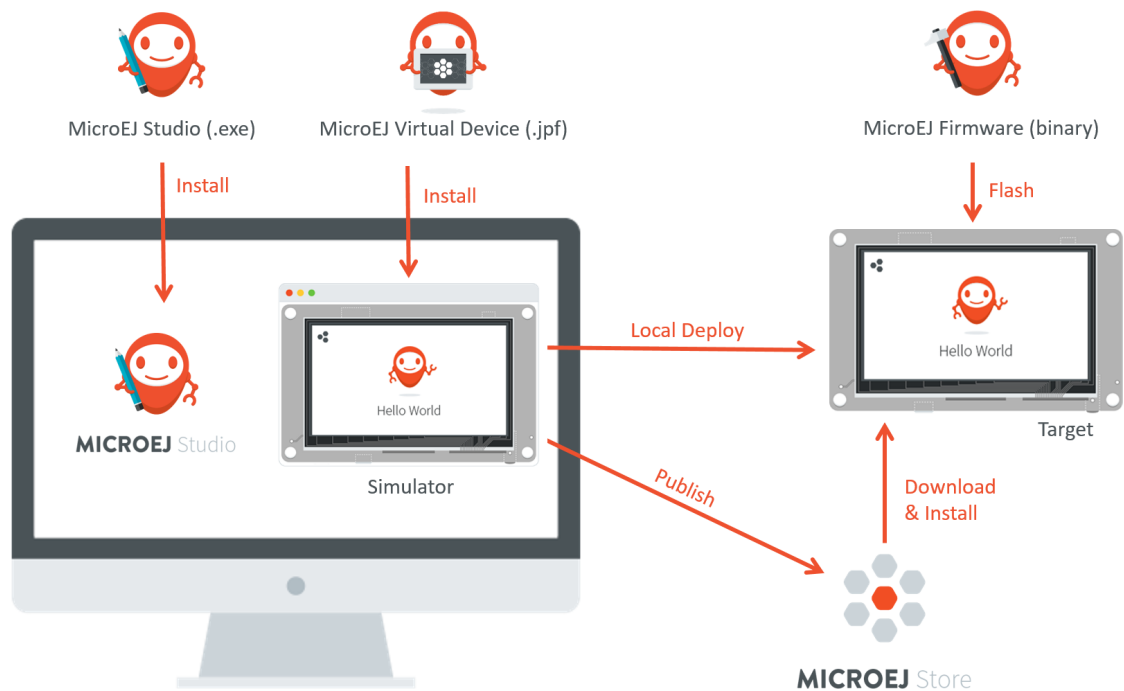 MicroEJ Studio (.exe)
MicroEJ Virtual Device (.jpf)
MicroEJ Firmware (binary)
Install
Install
Flash
Hello World
MICROEJ Studio
Simulator
Local Deploy
Hello World
Target
Publish
Download
& Install
MICROEJ Store